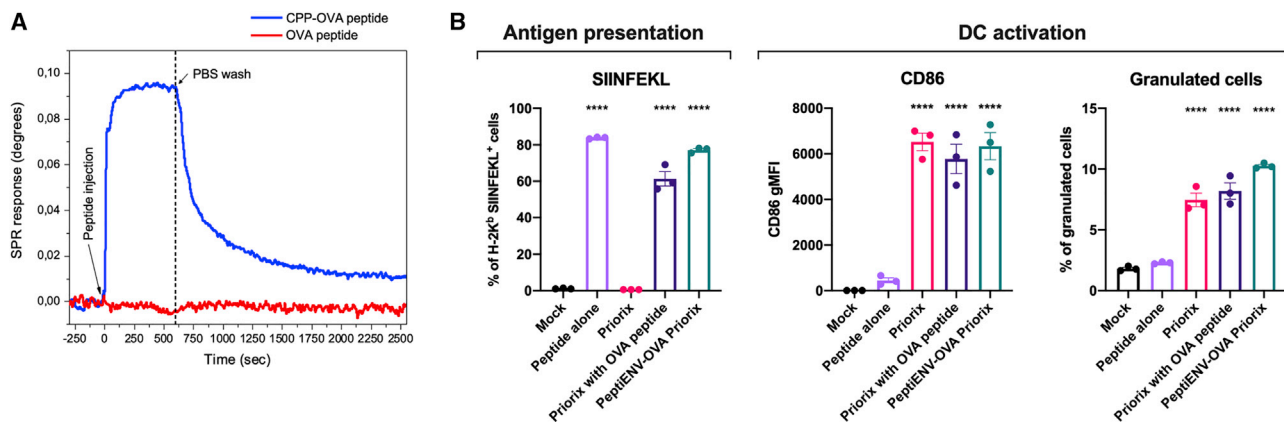 A
CPP-OVA peptide
OVA peptide
SPR response (degrees)
0,10
0,08
0,06
0,04
0,02
0,00
Peptide injection
PBS wash
-250 0 250 500 750 1000 1250 1500 1750 2000 2250 2500
Time (sec)
B
Antigen presentation
DC activation
SIINFEKL
% of H-2Kᵇ SIINFEKL⁺ cells
100
80
60
40
20
0
****
**** ****
Mock
Peptide alone
Priorix
Priorix with OVA peptide
PeptiENV-OVA Priorix
CD86
CD86 gMFI
8000
6000
4000
2000
0
**** **** ****
Mock
Peptide alone
Priorix
Priorix with OVA peptide
PeptiENV-OVA Priorix
Granulated cells
% of granulated cells
15
10
5
0
**** **** ****
Mock
Peptide alone
Priorix
Priorix with OVA peptide
PeptiENV-OVA Priorix